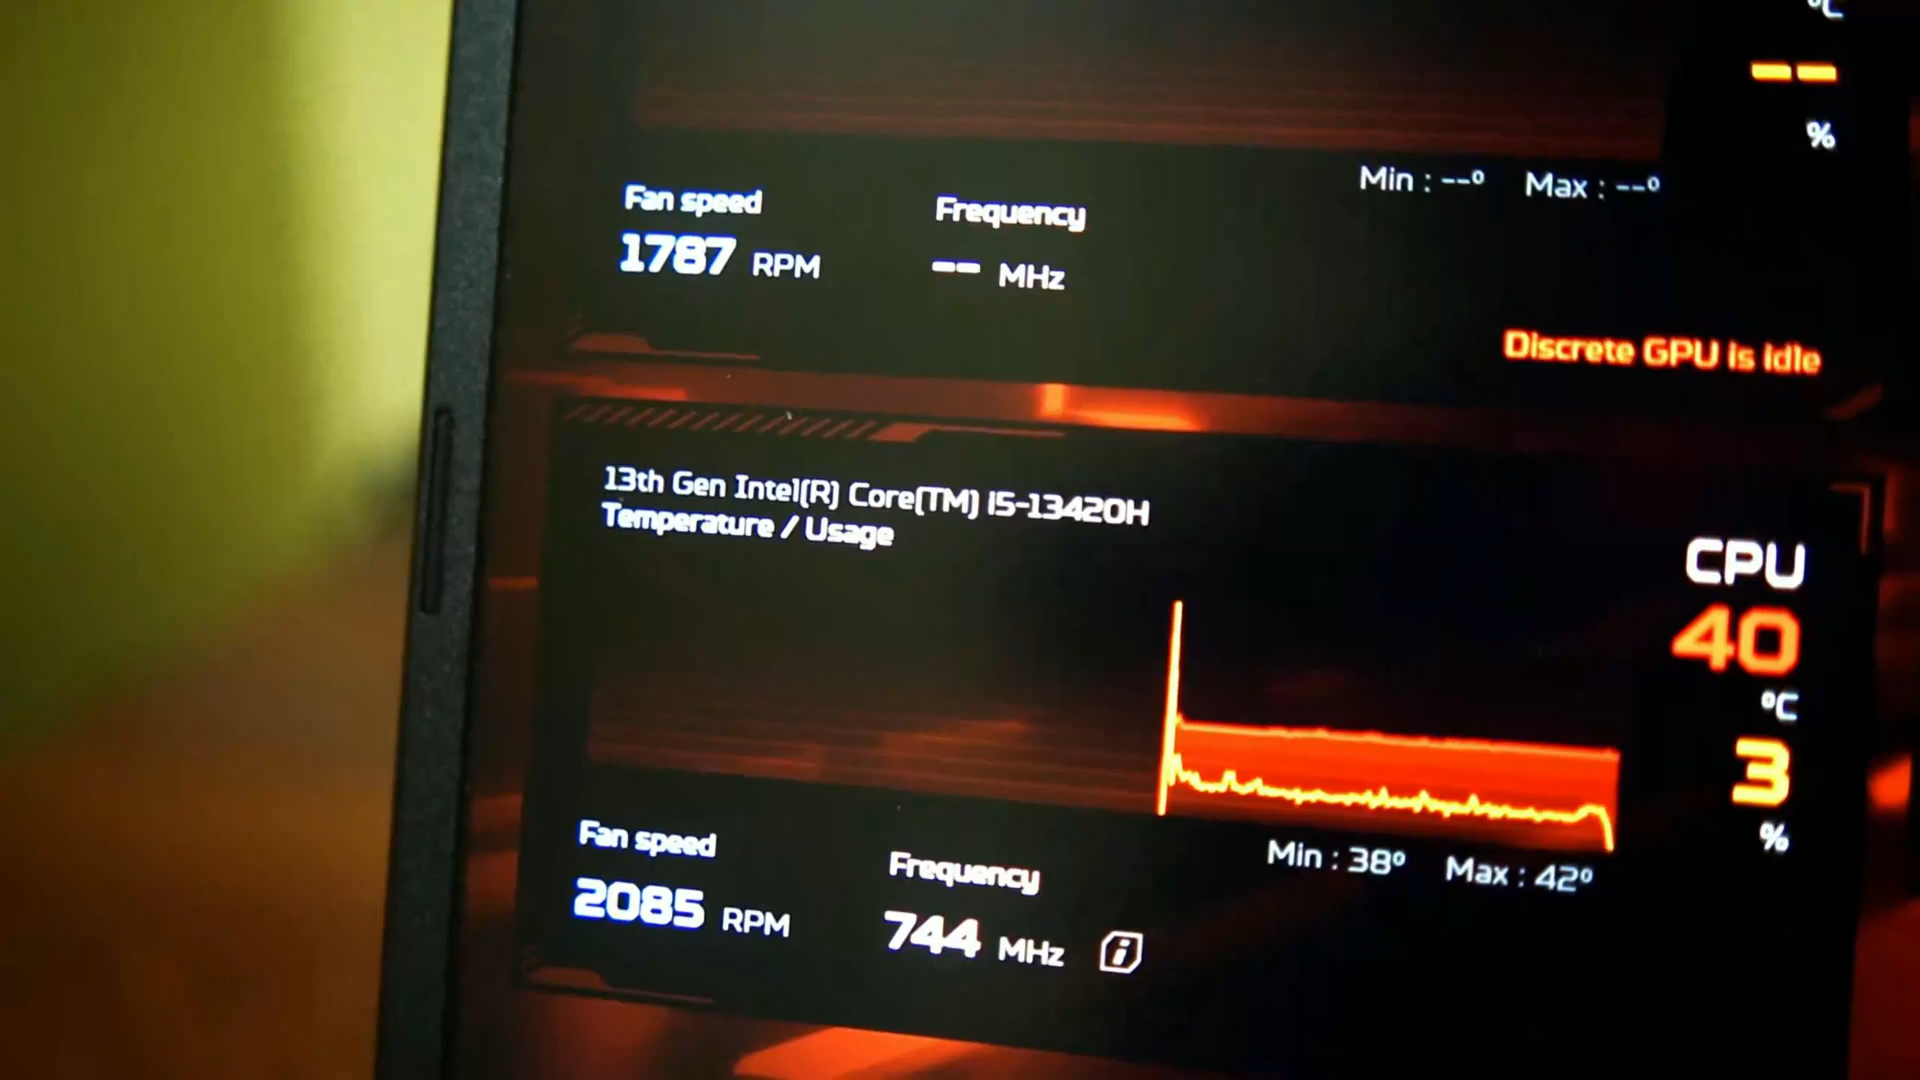 °C
--
%
Min : --° Max : --°
Fan speed
1787 RPM
Frequency
-- MHz
Discrete GPU is idle
13th Gen Intel(R) Core(TM) i5-13420H
Temperature / Usage
CPU
40
°C
3
%
Min : 38° Max : 42°
Fan speed
2085 RPM
Frequency
744 MHz